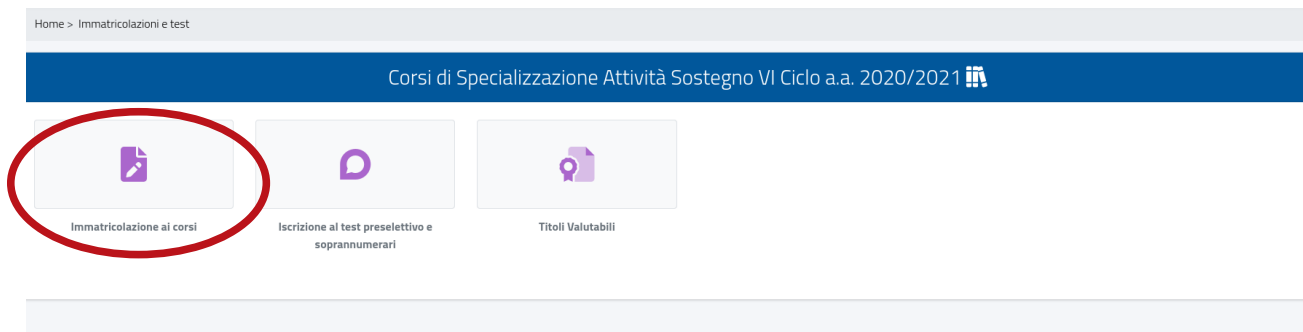 Home > Immatricolazioni e test
Corsi di Specializzazione Attività Sostegno VI Ciclo a.a. 2020/2021
Immatricolazione ai corsi
Iscrizione al test preselettivo e
soprannumerari
Titoli Valutabili